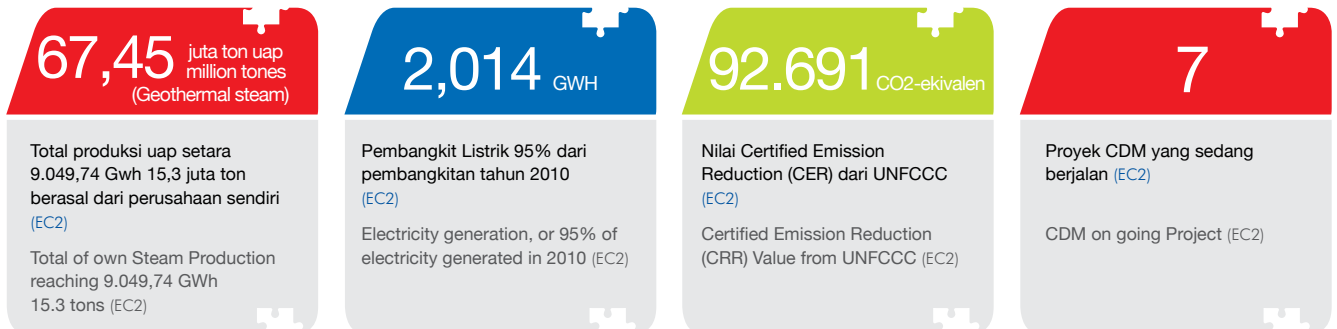 67,45 juta ton uap
million tones
(Geothermal steam)
Total produksi uap setara
9.049,74 Gwh 15,3 juta ton
berasal dari perusahaan sendiri
(EC2)
Total of own Steam Production
reaching 9.049,74 GWh
15.3 tons (EC2)
2,014 GWH
Pembangkit Listrik 95% dari
pembangkitan tahun 2010
(EC2)
Electricity generation, or 95% of
electricity generated in 2010 (EC2)
92.691 CO2-ekivalen
Nilai Certified Emission
Reduction (CER) dari UNFCCC
(EC2)
Certified Emission Reduction
(CRR) Value from UNFCCC (EC2)
7
Proyek CDM yang sedang
berjalan (EC2)
CDM on going Project (EC2)